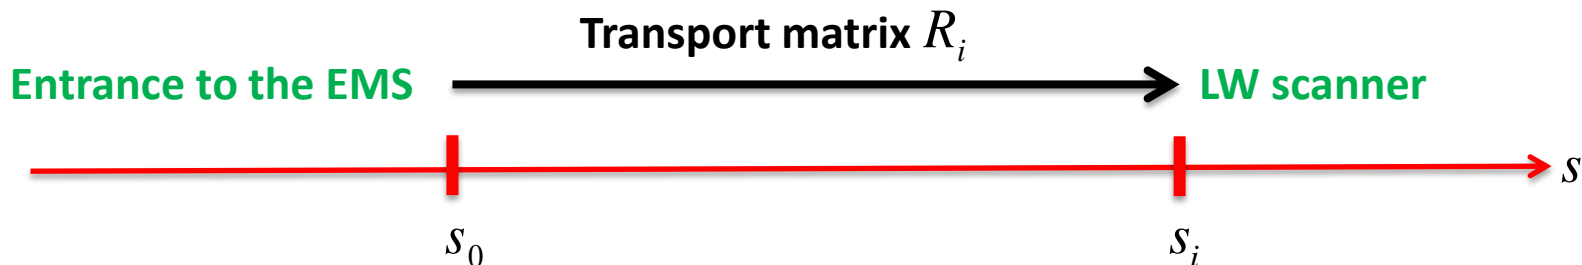 Transport matrix R_i
Entrance to the EMS
LW scanner
s
s_0
s_i